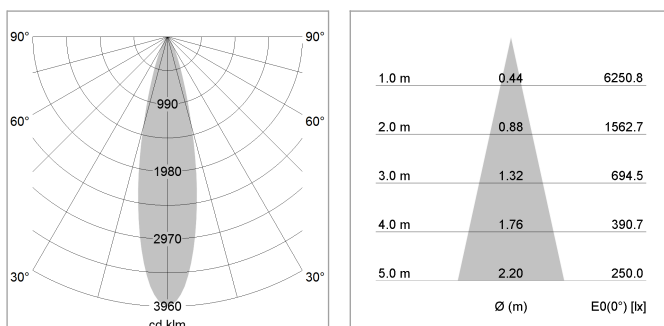 90° 90°
990
60° 60°
1980
2970
30° 30°
3960
cd klm
1.0 m 0.44 6250.8
2.0 m 0.88 1562.7
3.0 m 1.32 694.5
4.0 m 1.76 390.7
5.0 m 2.20 250.0
Ø (m) E0(0°) [lx]